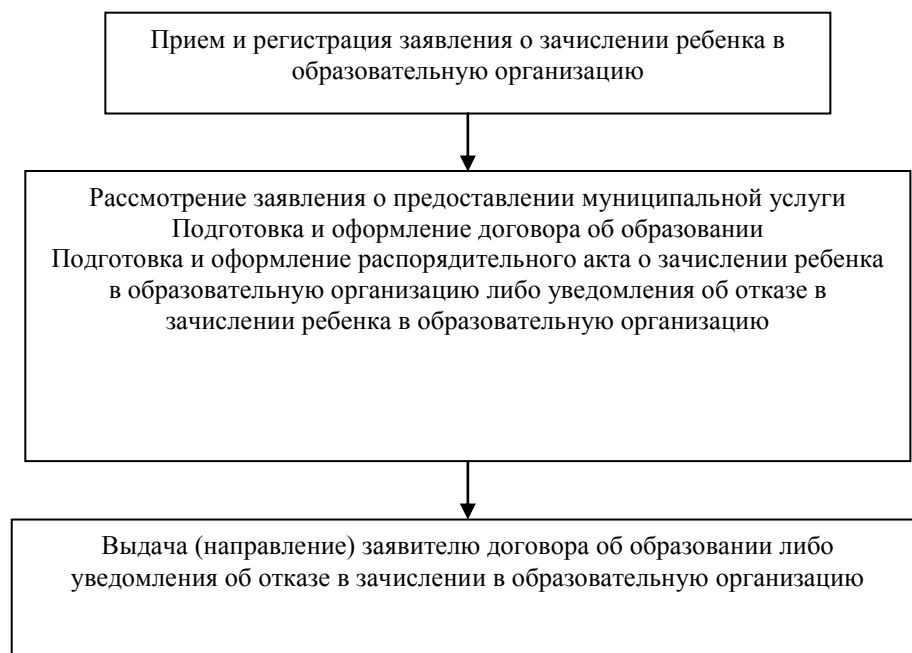 Прием и регистрация заявления о зачислении ребенка в
образовательную организацию
Рассмотрение заявления о предоставлении муниципальной услуги
Подготовка и оформление договора об образовании
Подготовка и оформление распорядительного акта о зачислении ребенка
в образовательную организацию либо уведомления об отказе в
зачислении ребенка в образовательную организацию
Выдача (направление) заявителю договора об образовании либо
уведомления об отказе в зачислении в образовательную организацию